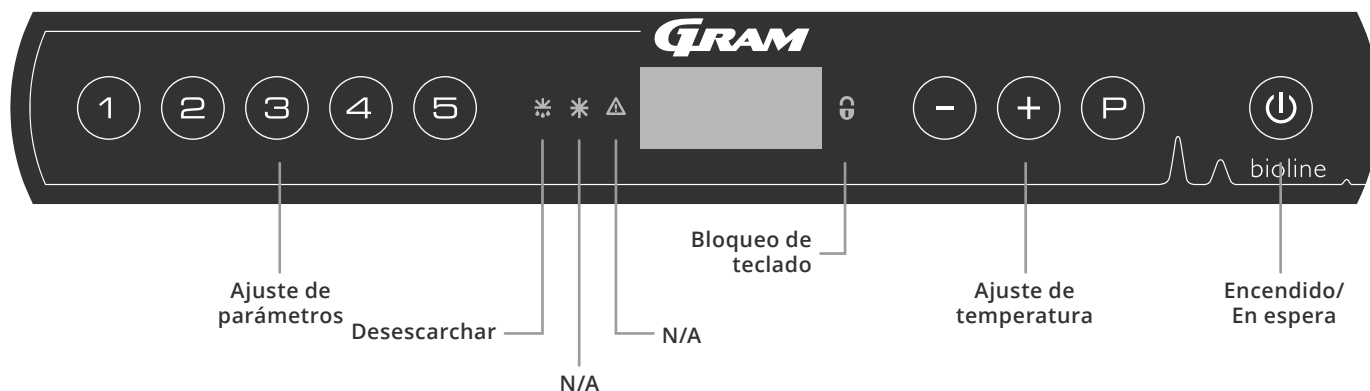 GRAM
1 2 3 4 5
- + P
bioline
Bloqueo de
teclado
Ajuste de
parámetros
Desescarchar
N/A
N/A
Ajuste de
temperatura
Encendido/
En espera